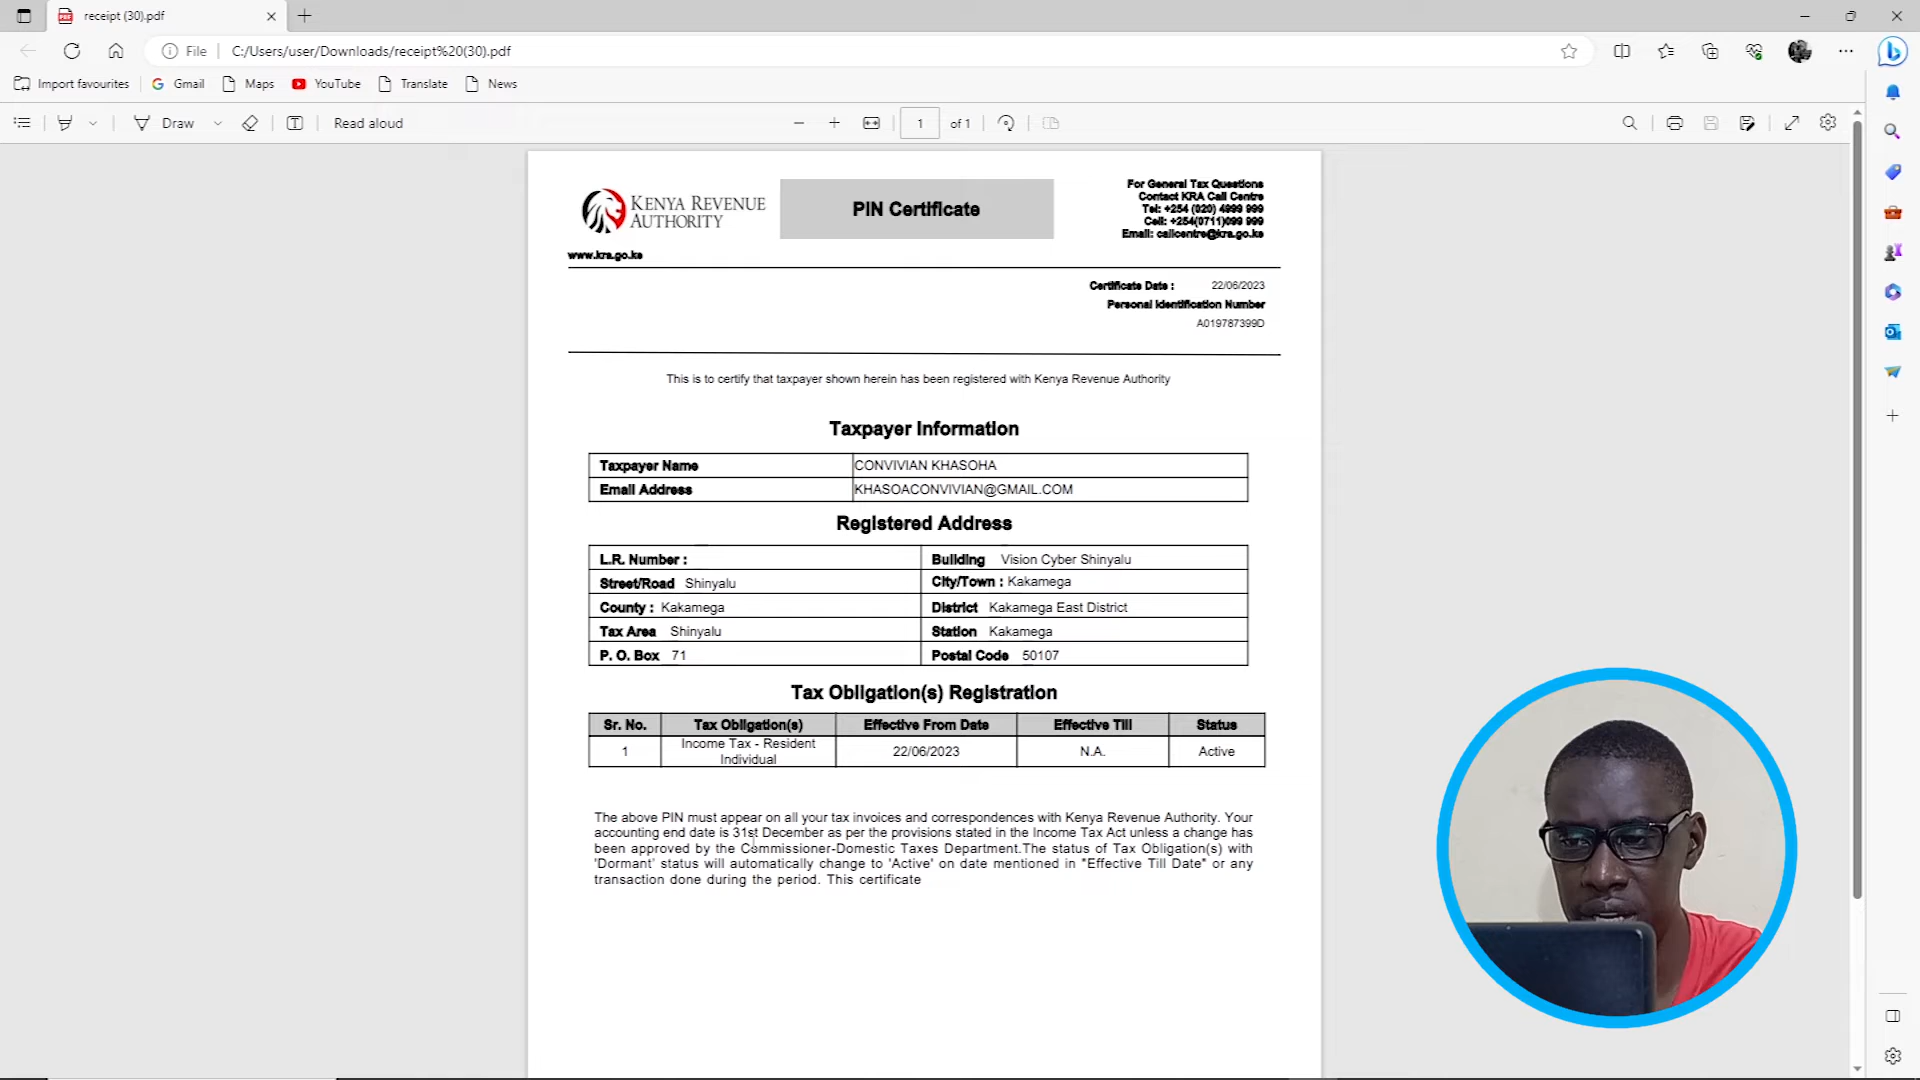 receipt (30).pdf
File C:/Users/user/Downloads/receipt%20(30).pdf
Import favourites Gmail Maps YouTube Translate News
Draw Read aloud 1 of 1
KENYA REVENUE
AUTHORITY
www.kra.go.ke
PIN Certificate
For General Tax Questions
Contact KRA Call Centre
Tel: +254 (020) 4999 999
Cell: +254(0711)099 999
Email: callcentre@kra.go.ke
Certificate Date : 22/06/2023
Personal Identification Number
A019787399D
This is to certify that taxpayer shown herein has been registered with Kenya Revenue Authority
Taxpayer Information
Taxpayer Name CONVIVIAN KHASOHA
Email Address KHASOACONVIVIAN@GMAIL.COM
Registered Address
L.R. Number : Building Vision Cyber Shinyalu
Street/Road Shinyalu City/Town : Kakamega
County : Kakamega District Kakamega East District
Tax Area Shinyalu Station Kakamega
P. O. Box 71 Postal Code 50107
Tax Obligation(s) Registration
Sr. No. Tax Obligation(s) Effective From Date Effective Till Status
1 Income Tax - Resident Individual 22/06/2023 N.A. Active
The above PIN must appear on all your tax invoices and correspondences with Kenya Revenue Authority. Your
accounting end date is 31st December as per the provisions stated in the Income Tax Act unless a change has
been approved by the Commissioner-Domestic Taxes Department.The status of Tax Obligation(s) with
'Dormant' status will automatically change to 'Active' on date mentioned in "Effective Till Date" or any
transaction done during the period. This certificate